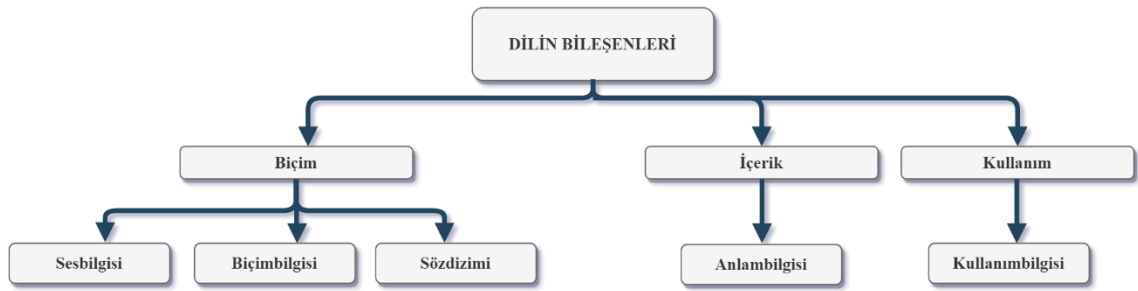 DİLİN BİLEŞENLERİ
Biçim
İçerik
Kullanım
Sesbilgisi
Biçimbilgisi
Sözdizimi
Anlambilgisi
Kullanımbilgisi